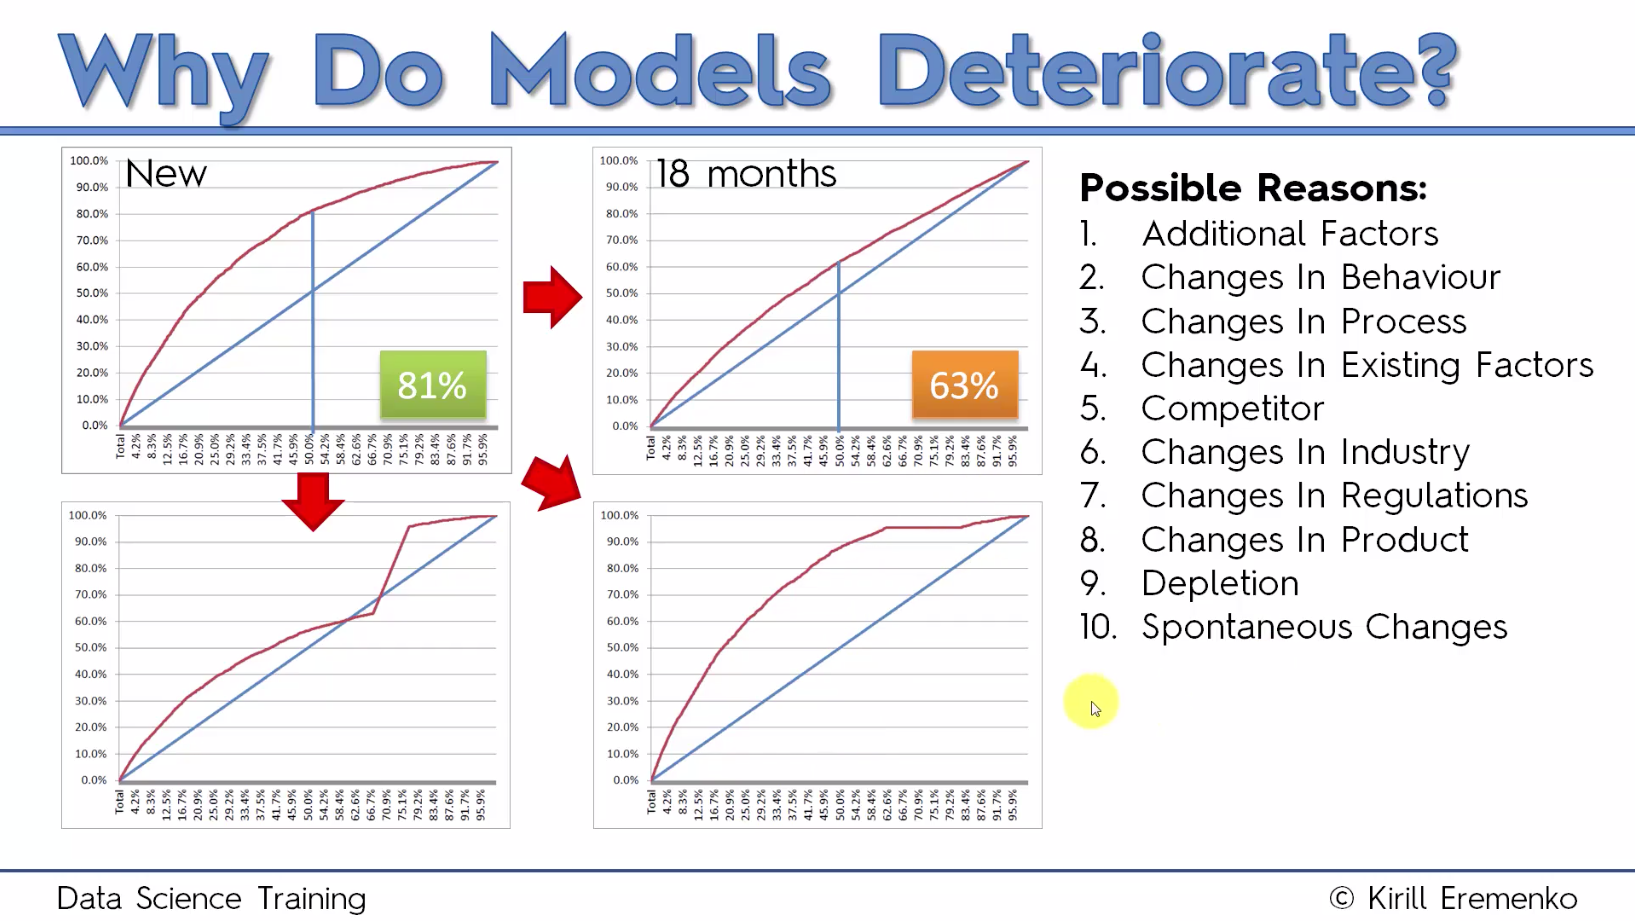 Why Do Models Deteriorate?
New
100.0%
90.0%
80.0%
70.0%
60.0%
50.0%
40.0%
30.0%
20.0%
10.0%
0.0%
81%
Total 4.2% 8.3% 12.5% 16.7% 20.9% 25.0% 29.2% 33.4% 37.5% 41.7% 45.9% 50.0% 54.2% 58.4% 62.6% 66.7% 70.9% 75.1% 79.2% 83.4% 87.6% 91.7% 95.9%
18 months
100.0%
90.0%
80.0%
70.0%
60.0%
50.0%
40.0%
30.0%
20.0%
10.0%
0.0%
63%
Total 4.2% 8.3% 12.5% 16.7% 20.9% 25.0% 29.2% 33.4% 37.5% 41.7% 45.9% 50.0% 54.2% 58.4% 62.6% 66.7% 70.9% 75.1% 79.2% 83.4% 87.6% 91.7% 95.9%
100.0%
90.0%
80.0%
70.0%
60.0%
50.0%
40.0%
30.0%
20.0%
10.0%
0.0%
Total 4.2% 8.3% 12.5% 16.7% 20.9% 25.0% 29.2% 33.4% 37.5% 41.7% 45.9% 50.0% 54.2% 58.4% 62.6% 66.7% 70.9% 75.1% 79.2% 83.4% 87.6% 91.7% 95.9%
100.0%
90.0%
80.0%
70.0%
60.0%
50.0%
40.0%
30.0%
20.0%
10.0%
0.0%
Total 4.2% 8.3% 12.5% 16.7% 20.9% 25.0% 29.2% 33.4% 37.5% 41.7% 45.9% 50.0% 54.2% 58.4% 62.6% 66.7% 70.9% 75.1% 79.2% 83.4% 87.6% 91.7% 95.9%
Possible Reasons:
1. Additional Factors
2. Changes In Behaviour
3. Changes In Process
4. Changes In Existing Factors
5. Competitor
6. Changes In Industry
7. Changes In Regulations
8. Changes In Product
9. Depletion
10. Spontaneous Changes
Data Science Training
© Kirill Eremenko